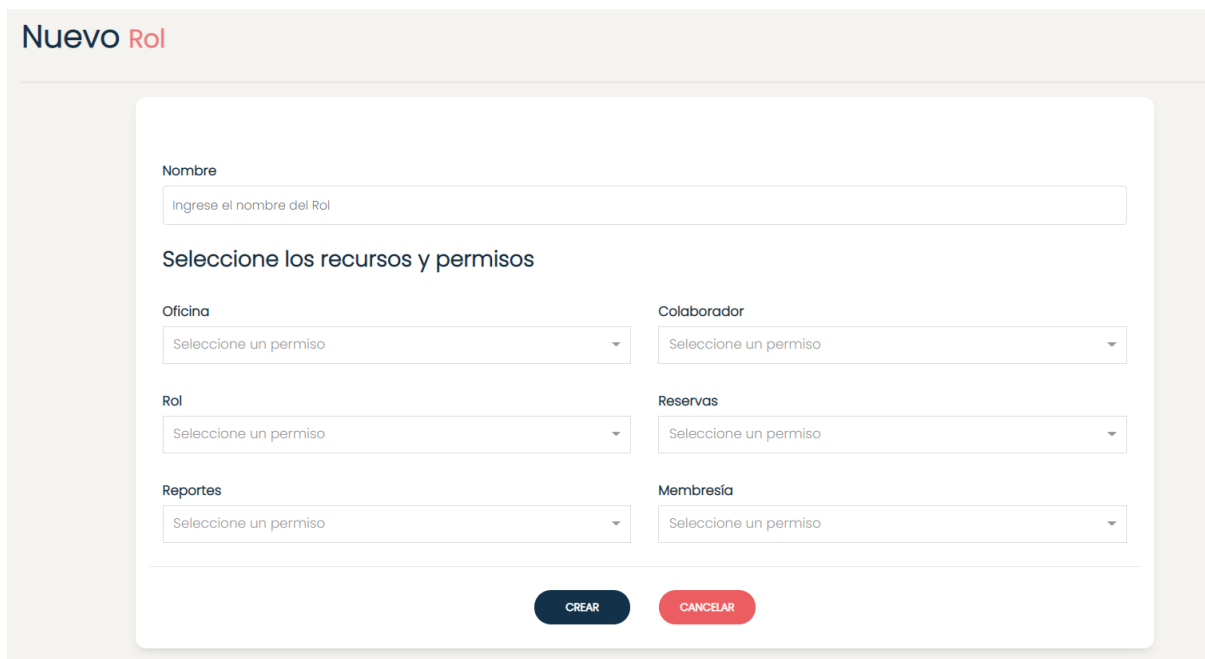 Nuevo Rol
Nombre
Ingrese el nombre del Rol
Seleccione los recursos y permisos
Oficina
Colaborador
Seleccione un permiso
Seleccione un permiso
Rol
Reservas
Seleccione un permiso
Seleccione un permiso
Reportes
Membresía
Seleccione un permiso
Seleccione un permiso
CREAR
CANCELAR